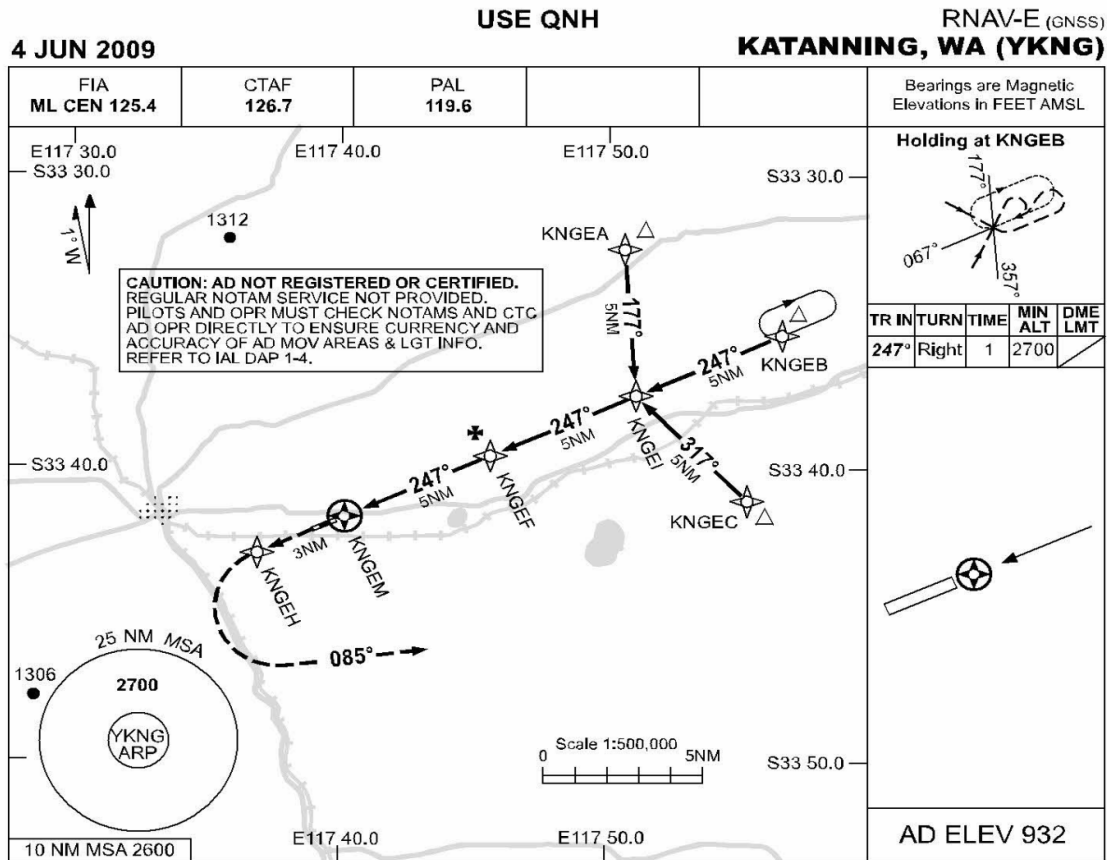 USE QNH
RNAV-E (GNSS)
4 JUN 2009
KATANNING, WA (YKNG)
FIA
ML CEN 125.4
CTAF
126.7
PAL
119.6
Bearings are Magnetic
Elevations in FEET AMSL
E117 30.0
E117 40.0
E117 50.0
S33 30.0
S33 30.0
1°W
1312
CAUTION: AD NOT REGISTERED OR CERTIFIED.
REGULAR NOTAM SERVICE NOT PROVIDED.
PILOTS AND OPR MUST CHECK NOTAMS AND CTC
AD OPR DIRECTLY TO ENSURE CURRENCY AND
ACCURACY OF AD MOV AREAS & LGT INFO.
REFER TO IAL DAP 1-4.
KNGEA
177°
5NM
KNGEB
247°
5NM
KNGEI
247°
5NM
317°
5NM
KNGEC
KNGEF
247°
5NM
KNGEM
3NM
KNGEH
085°
S33 40.0
S33 40.0
25 NM MSA
2700
YKNG
ARP
1306
Scale 1:500,000
0
5NM
S33 50.0
10 NM MSA 2600
E117 40.0
E117 50.0
Holding at KNGEB
177°
067°
357°
TR IN TURN TIME MIN ALT DME LMT
247° Right 1 2700
AD ELEV 932